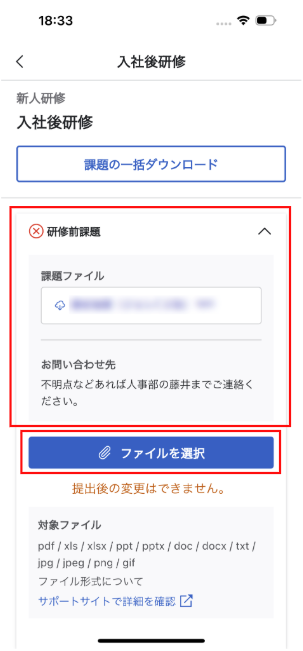 18:33
入社後研修
新人研修
入社後研修
課題の一括ダウンロード
研修前課題
課題ファイル
お問い合わせ先
不明点などあれば人事部の藤井までご連絡く
ださい。
ファイルを選択
提出後の変更はできません。
対象ファイル
pdf / xls / xlsx / ppt / pptx / doc / docx / txt /
jpg / jpeg / png / gif
ファイル形式について
サポートサイトで詳細を確認